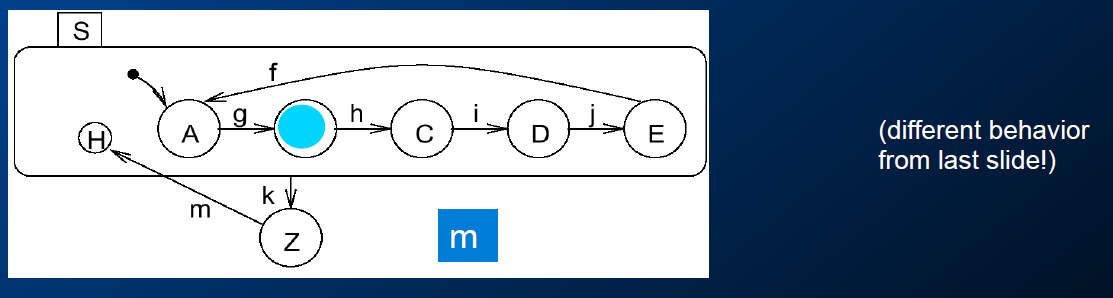 S
f
g
h
i
j
H
A
C
D
E
k
m
Z
m
(different behavior
from last slide!)